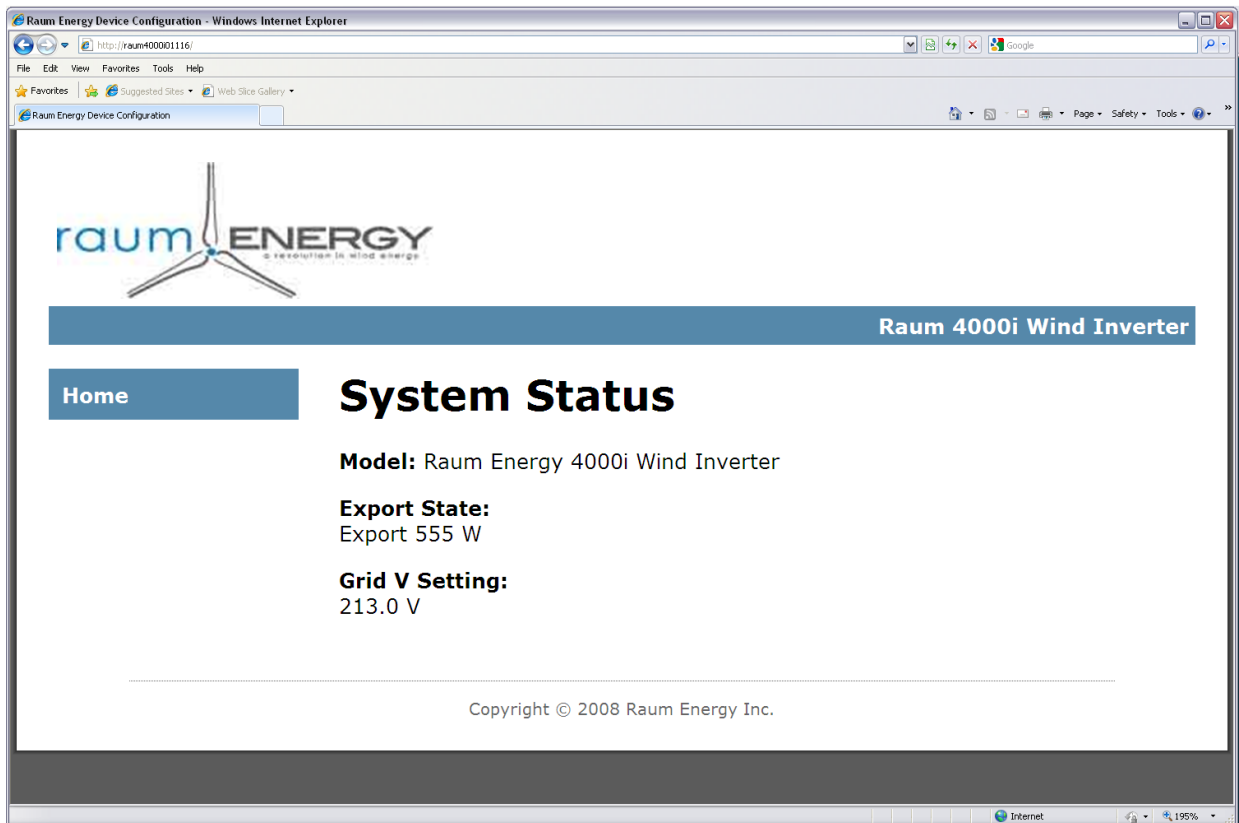 Raum Energy Device Configuration - Windows Internet Explorer
http://raum4000i01116/
Google
File Edit View Favorites Tools Help
Favorites Suggested Sites Web Slice Gallery
Raum Energy Device Configuration
Page Safety Tools
raum ENERGY
a revolution in wind energy
Raum 4000i Wind Inverter
Home
System Status
Model: Raum Energy 4000i Wind Inverter
Export State:
Export 555 W
Grid V Setting:
213.0 V
Copyright © 2008 Raum Energy Inc.
Internet
195%